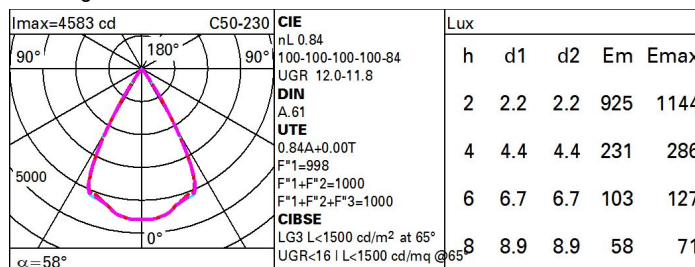 Imax=4583 cd C50-230
90° 180° 90°
5000
0°
α=58°
CIE
nL 0.84
100-100-100-100-84
UGR 12.0-11.8
DIN
A.61
UTE
0.84A+0.00T
F"1=998
F"1+F"2=1000
F"1+F"2+F"3=1000
CIBSE
LG3 L<1500 cd/m² at 65°
UGR<16 | L<1500 cd/mq @65°
Lux
h d1 d2 Em Emax
2 2.2 2.2 925 1144
4 4.4 4.4 231 286
6 6.7 6.7 103 127
8 8.9 8.9 58 71